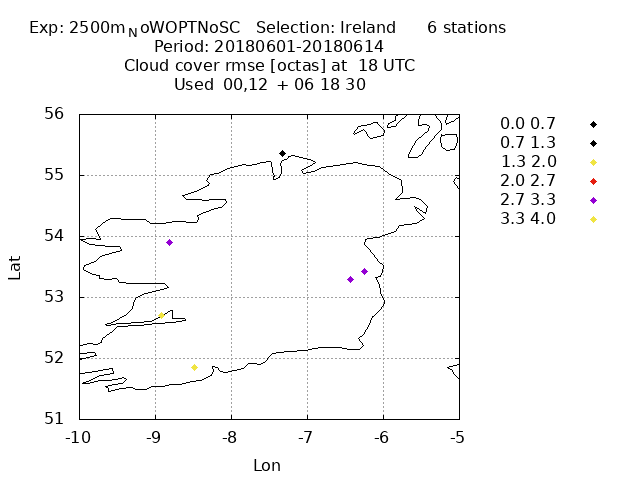 Exp: 2500m_NoWOPTNoSC Selection: Ireland 6 stations
Period: 20180601-20180614
Cloud cover rmse [octas] at 18 UTC
Used 00,12 + 06 18 30
56
55
54
53
52
51
-10 -9 -8 -7 -6 -5
Lat
Lon
0.0 0.7
0.7 1.3
1.3 2.0
2.0 2.7
2.7 3.3
3.3 4.0